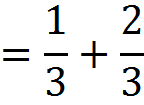 = 1/3 + 2/3